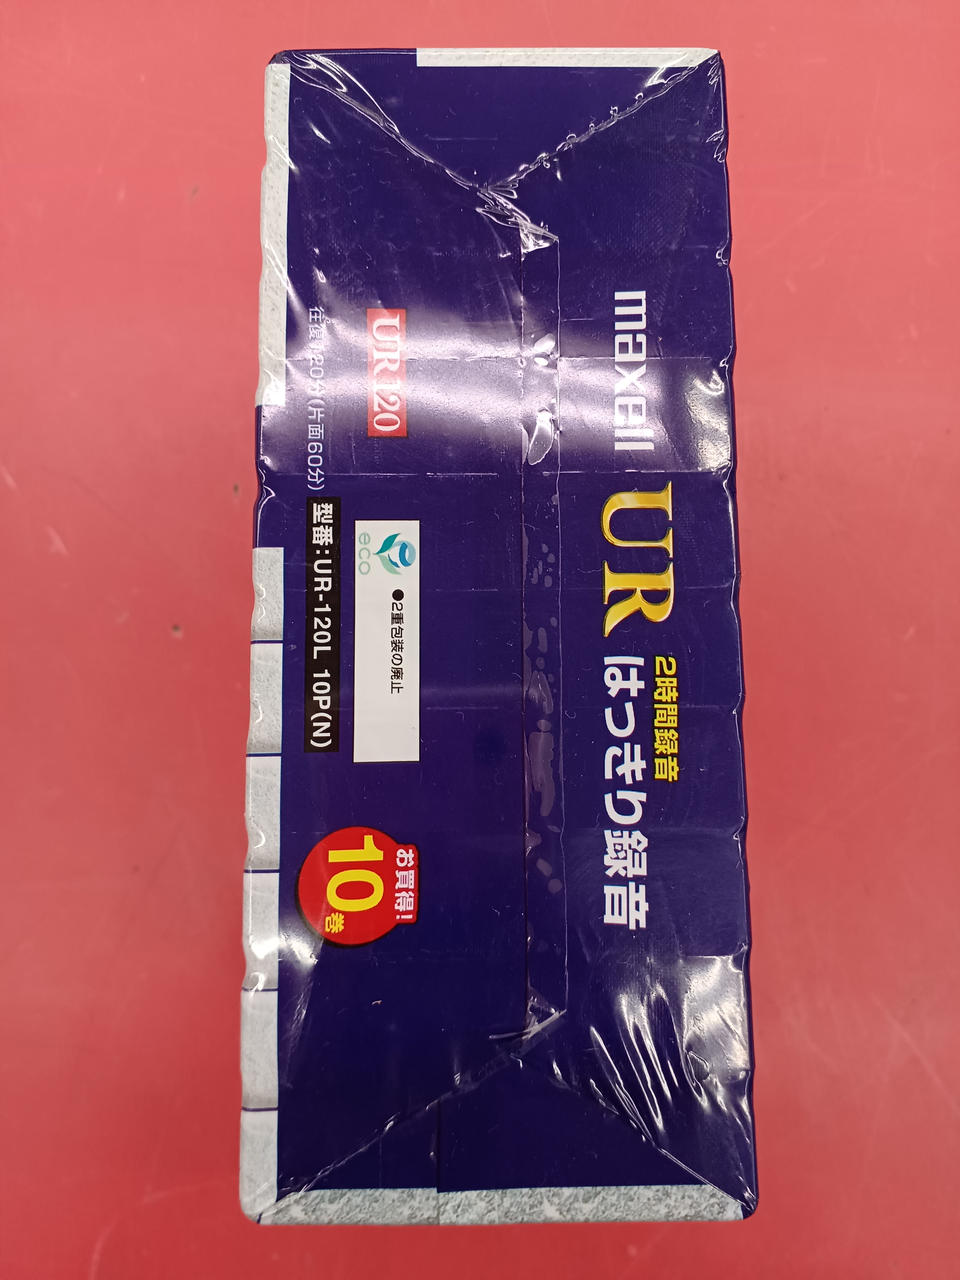 maxell
UR
2時間録音
はっきり録音
UR 120
往復120分(片面60分)
eco
●2重包装の廃止
型番:UR-120L 10P(N)
お買得!
10巻